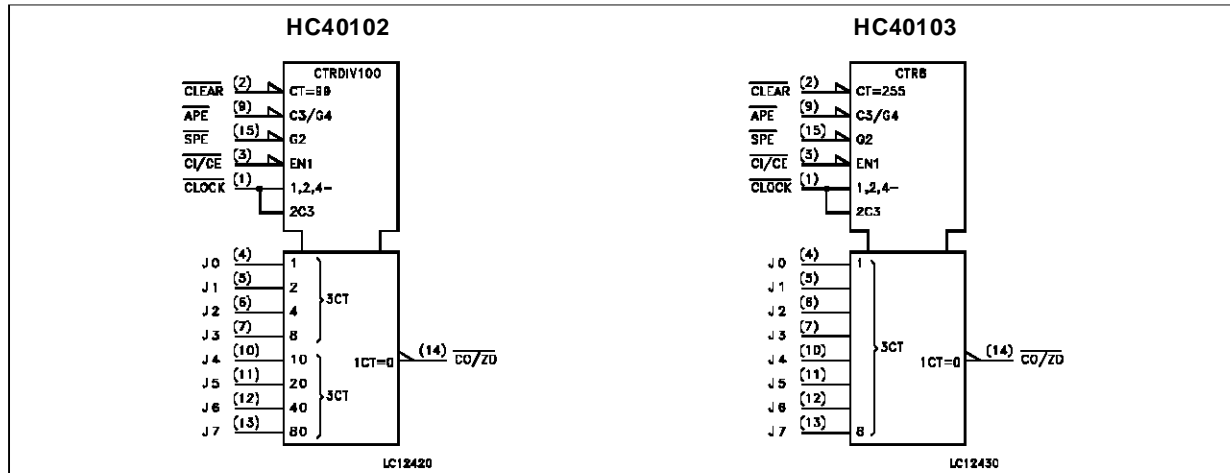 HC40102
CTRDIV100
CLEAR (2) CT=99
APE (9) C3/G4
SPE (15) G2
CI/CE (3) EN1
CLOCK (1) 1,2,4-
2C3
J0 (4) 1
J1 (5) 2
J2 (6) 4
J3 (7) 8
3CT
J4 (10) 10
J5 (11) 20
J6 (12) 40
J7 (13) 80
3CT
1CT=0 (14) CO/ZD
LC12420
HC40103
CTR8
CLEAR (2) CT=255
APE (9) C3/G4
SPE (15) G2
CI/CE (3) EN1
CLOCK (1) 1,2,4-
2C3
J0 (4) 1
J1 (5)
J2 (6)
J3 (7)
J4 (10)
J5 (11)
J6 (12)
J7 (13) 8
3CT
1CT=0 (14) CO/ZD
LC12430